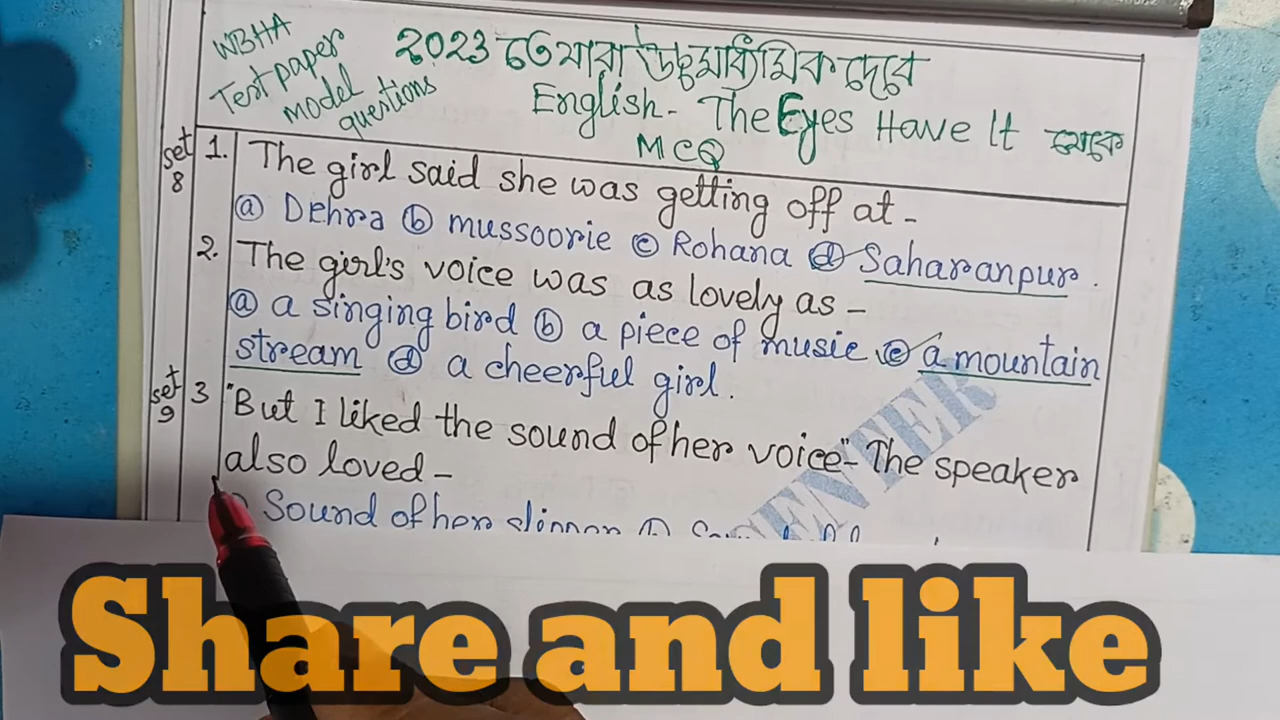 WBHA
Test paper
model
questions
2023 তে যারা উচ্চমাধ্যমিক দেবে
English - The Eyes Have It থেকে
MCQ
set 8
1. The girl said she was getting off at -
ⓐ Dehra ⓑ mussoorie ⓒ Rohana ⓓ Saharanpur.
2. The girl's voice was as lovely as -
ⓐ a singing bird ⓑ a piece of music ⓒ a mountain
stream ⓓ a cheerful girl.
set 9
3 "But I liked the sound of her voice" - The speaker
also loved -
Sound of her slipper
CENTER
Share and like